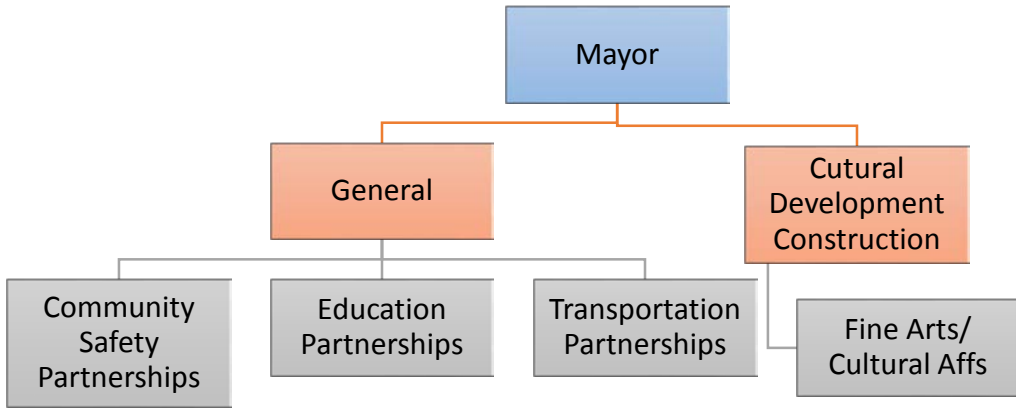 Mayor
General
Cutural
Development
Construction
Community
Safety
Partnerships
Education
Partnerships
Transportation
Partnerships
Fine Arts/
Cultural Affs